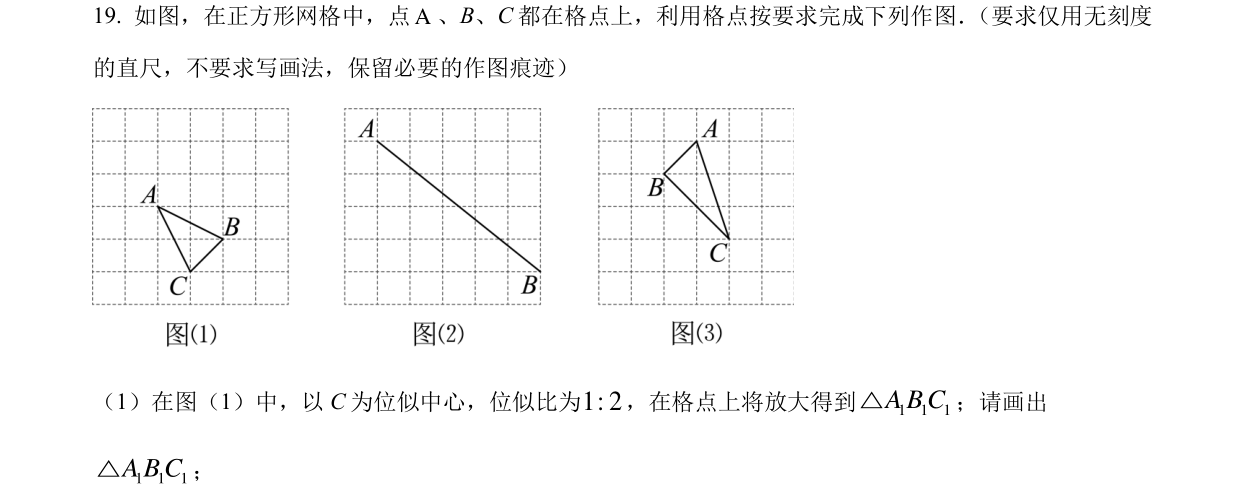 19. 如图，在正方形网格中，点 A 、B、C 都在格点上，利用格点按要求完成下列作图．（要求仅用无刻度
的直尺，不要求写画法，保留必要的作图痕迹）
A
B
C
图(1)
A
B
图(2)
A
B
C
图(3)
（1）在图（1）中，以 C 为位似中心，位似比为1:2，在格点上将放大得到△A₁B₁C₁；请画出
△A₁B₁C₁；